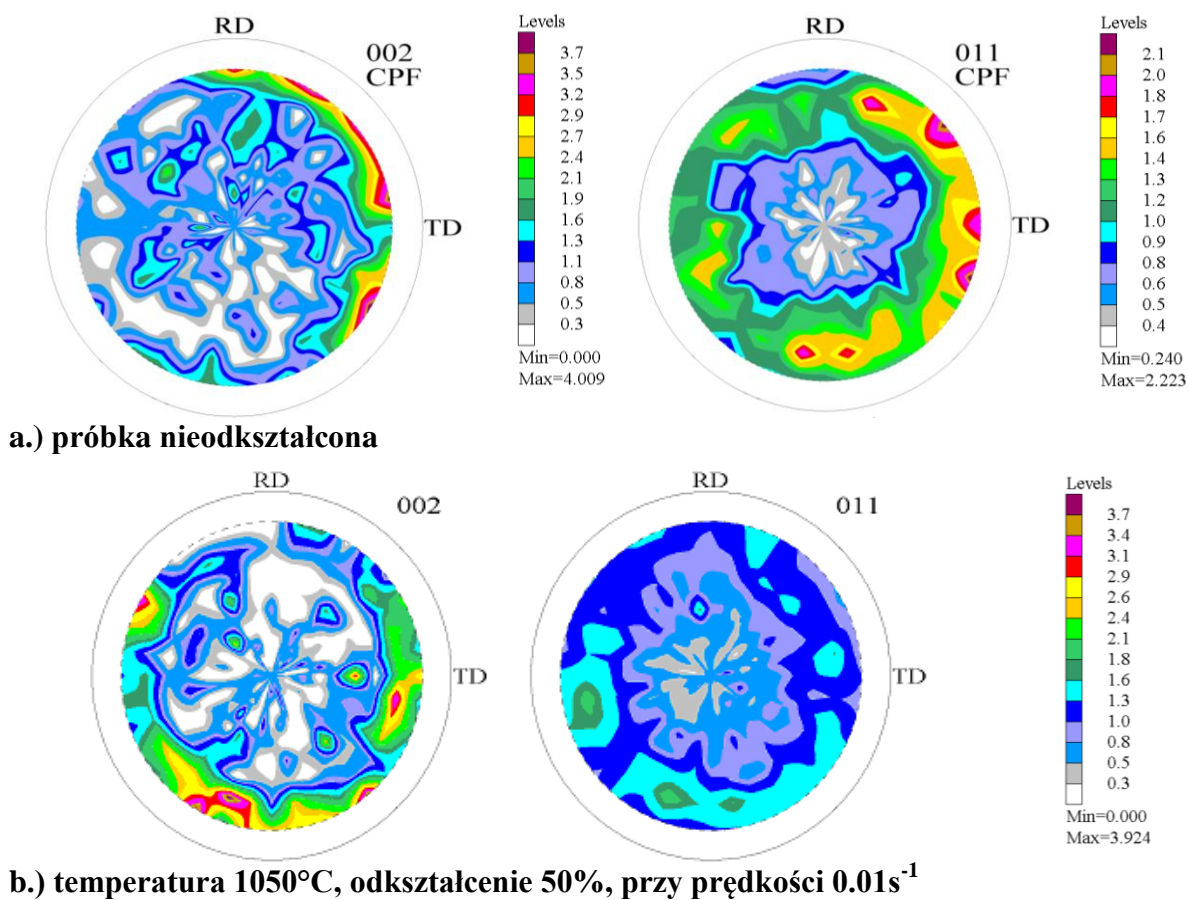 RD
002
CPF
TD
Levels
3.7
3.5
3.2
2.9
2.7
2.4
2.1
1.9
1.6
1.3
1.1
0.8
0.5
0.3
Min=0.000
Max=4.009
RD
011
CPF
TD
Levels
2.1
2.0
1.8
1.7
1.6
1.4
1.3
1.2
1.0
0.9
0.8
0.6
0.5
0.4
Min=0.240
Max=2.223
a.) próbka nieodkształcona
RD
002
TD
RD
011
TD
Levels
3.7
3.4
3.1
2.9
2.6
2.4
2.1
1.8
1.6
1.3
1.0
0.8
0.5
0.3
Min=0.000
Max=3.924
b.) temperatura 1050°C, odkształcenie 50%, przy prędkości 0.01s⁻¹